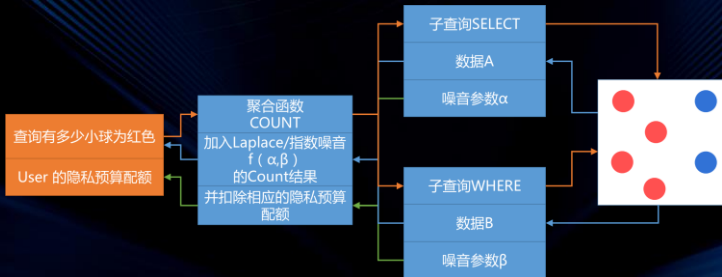 查询有多少小球为红色
User 的隐私预算配额
聚合函数
COUNT
加入Laplace/指数噪音
f（α,β）
的Count结果
并扣除相应的隐私预算
配额
子查询SELECT
数据A
噪音参数α
子查询WHERE
数据B
噪音参数β